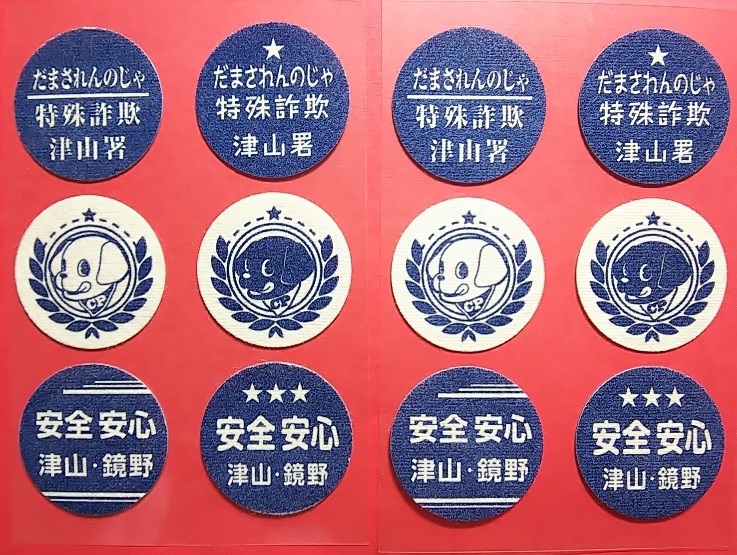 だまされんのじゃ
特殊詐欺
津山署
★
だまされんのじゃ
特殊詐欺
津山署
だまされんのじゃ
特殊詐欺
津山署
★
だまされんのじゃ
特殊詐欺
津山署
CP
CP
CP
CP
安全安心
津山・鏡野
★★★
安全安心
津山・鏡野
安全安心
津山・鏡野
★★★
安全安心
津山・鏡野